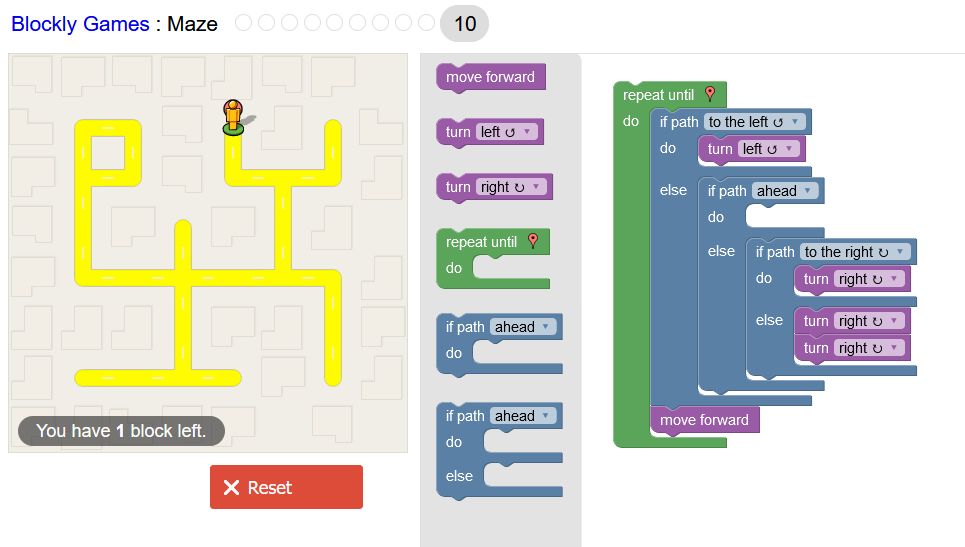 Blockly Games : Maze 10
You have 1 block left.
Reset
move forward
turn left ↺ ▼
turn right ↻ ▼
repeat until
do
if path ahead ▼
do
if path ahead ▼
do
else
repeat until
do
if path to the left ↺ ▼
do
turn left ↺ ▼
else
if path ahead ▼
do
else
if path to the right ↻ ▼
do
turn right ↻ ▼
else
turn right ↻ ▼
turn right ↻ ▼
move forward